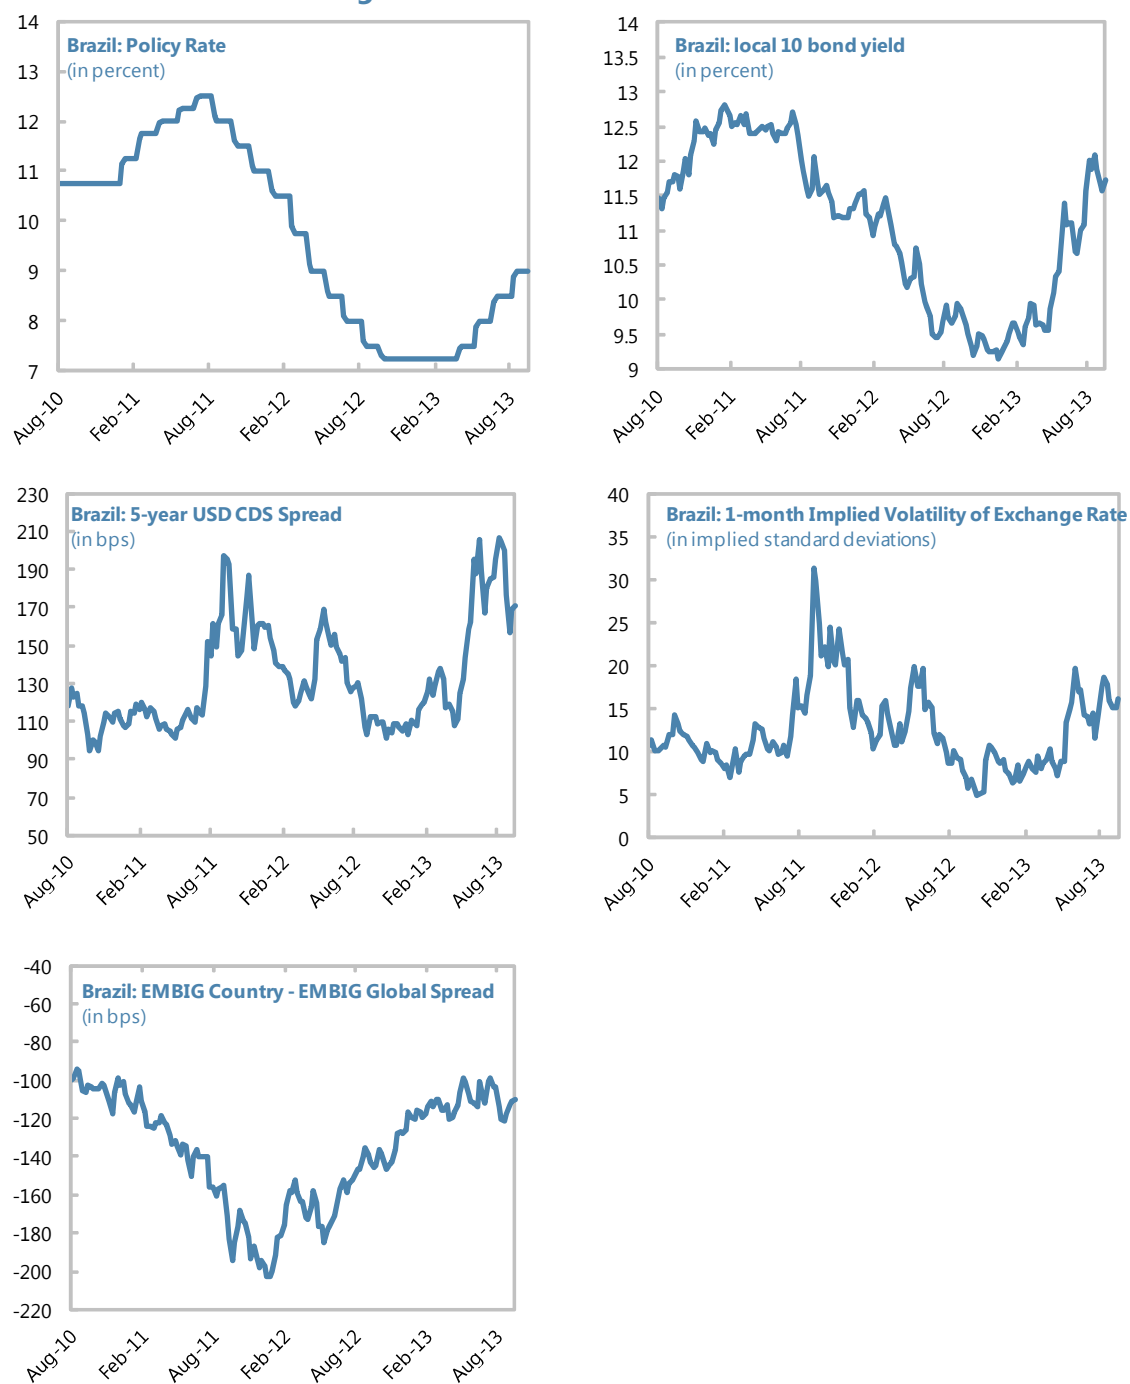 Brazil: Policy Rate
(in percent)
14
13
12
11
10
9
8
7
Aug-10
Feb-11
Aug-11
Feb-12
Aug-12
Feb-13
Aug-13
Brazil: local 10 bond yield
(in percent)
14
13.5
13
12.5
12
11.5
11
10.5
10
9.5
9
Aug-10
Feb-11
Aug-11
Feb-12
Aug-12
Feb-13
Aug-13
Brazil: 5-year USD CDS Spread
(in bps)
230
210
190
170
150
130
110
90
70
50
Aug-10
Feb-11
Aug-11
Feb-12
Aug-12
Feb-13
Aug-13
Brazil: 1-month Implied Volatility of Exchange Rate
(in implied standard deviations)
40
35
30
25
20
15
10
5
0
Aug-10
Feb-11
Aug-11
Feb-12
Aug-12
Feb-13
Aug-13
Brazil: EMBIG Country - EMBIG Global Spread
(in bps)
-40
-60
-80
-100
-120
-140
-160
-180
-200
-220
Aug-10
Feb-11
Aug-11
Feb-12
Aug-12
Feb-13
Aug-13